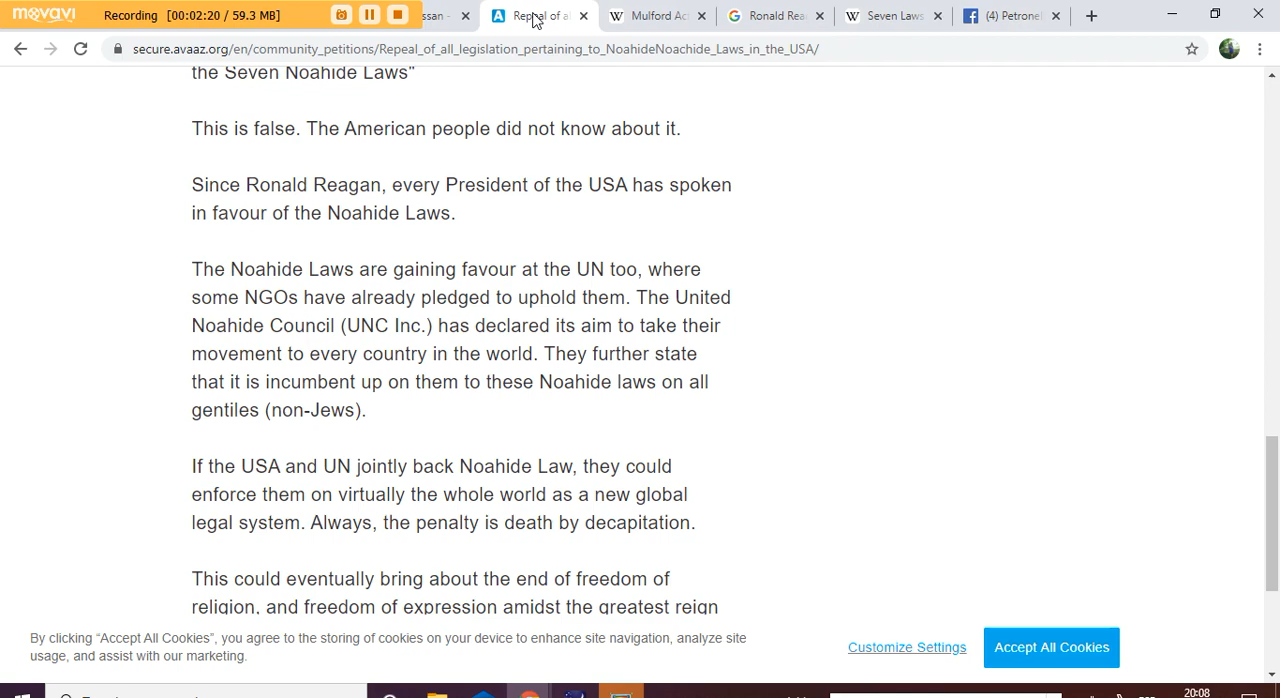 movavi Recording [00:02:20 / 59.3 MB] ssan - Repeal of a Mulford Ac Ronald Rea Seven Laws (4) Petronel
secure.avaaz.org/en/community_petitions/Repeal_of_all_legislation_pertaining_to_NoahideNoachide_Laws_in_the_USA/
the Seven Noahide Laws"
This is false. The American people did not know about it.
Since Ronald Reagan, every President of the USA has spoken
in favour of the Noahide Laws.
The Noahide Laws are gaining favour at the UN too, where
some NGOs have already pledged to uphold them. The United
Noahide Council (UNC Inc.) has declared its aim to take their
movement to every country in the world. They further state
that it is incumbent up on them to these Noahide laws on all
gentiles (non-Jews).
If the USA and UN jointly back Noahide Law, they could
enforce them on virtually the whole world as a new global
legal system. Always, the penalty is death by decapitation.
This could eventually bring about the end of freedom of
religion, and freedom of expression amidst the greatest reign
By clicking “Accept All Cookies”, you agree to the storing of cookies on your device to enhance site navigation, analyze site
usage, and assist with our marketing.
Customize Settings
Accept All Cookies
20:08